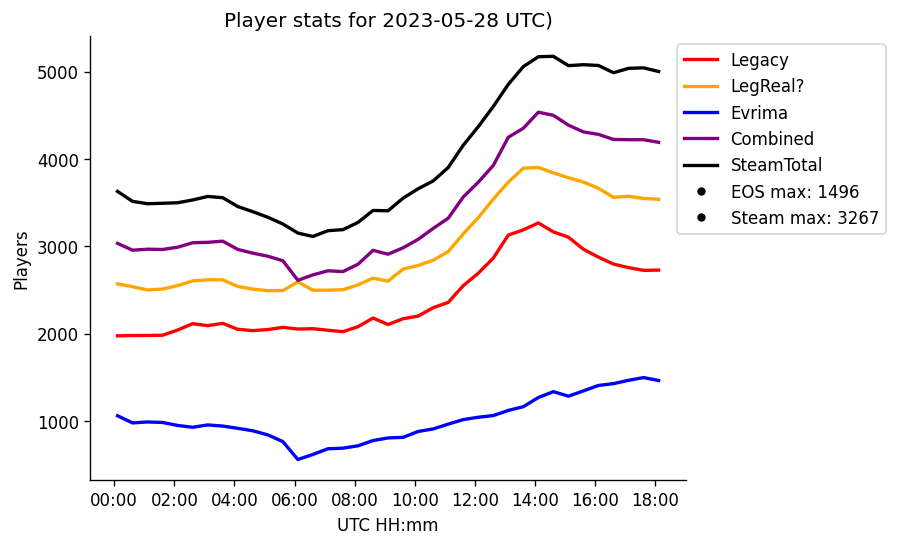 Player stats for 2023-05-28 UTC)
Players
5000
4000
3000
2000
1000
00:00 02:00 04:00 06:00 08:00 10:00 12:00 14:00 16:00 18:00
UTC HH:mm
Legacy
LegReal?
Evrima
Combined
SteamTotal
EOS max: 1496
Steam max: 3267